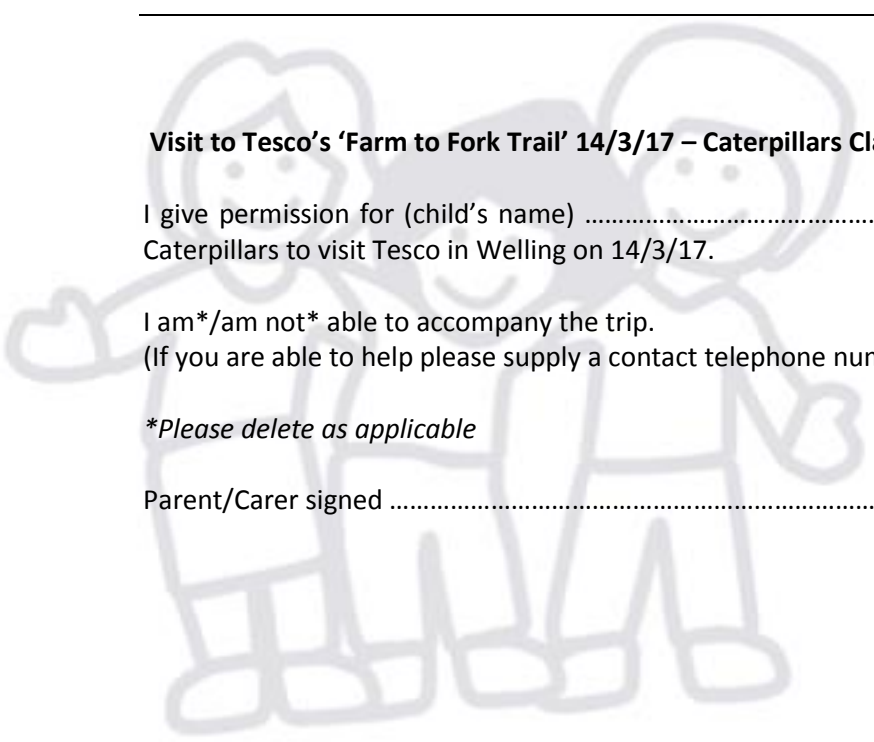 Visit to Tesco's ‘Farm to Fork Trail’ 14/3/17 – Caterpillars
I give permission for (child's name) ……………………………………
Caterpillars to visit Tesco in Welling on 14/3/17.
I am*/am not* able to accompany the trip.
(If you are able to help please supply a contact telephone
*Please delete as applicable
Parent/Carer signed ………………………………………………………………